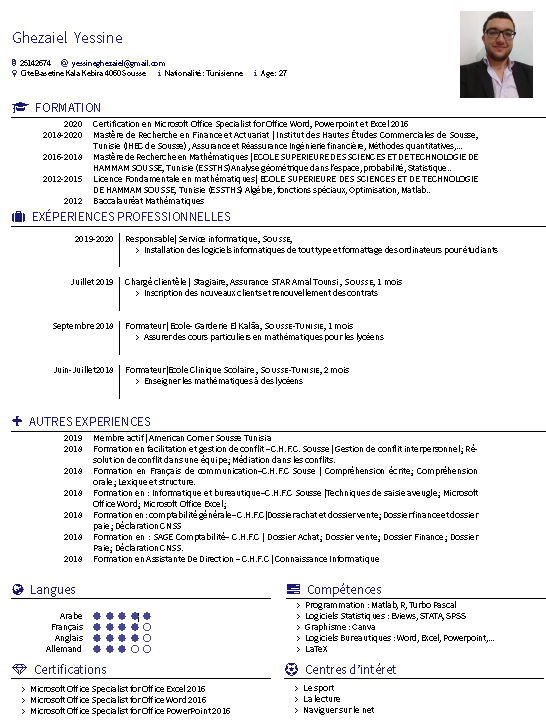 Ghezaiel Yessine
25142674 @ yessineghezaiel@gmail.com
Cite Basetine Kala Kebira 4060 Sousse i Nationalité : Tunisienne i Age : 27
FORMATION
2020 Certification en Microsoft Office Specialist for Office Word, Powerpoint et Excel 2016
2018-2020 Mastère de Recherche en Finance et Actuariat | Institut des Hautes Études Commerciales de Sousse,
Tunisie (IHEC de Sousse) , Assurance et Réassurance Ingénierie financière, Méthodes quantitatives,...
2016-2018 Mastère de Recherche en Mathématiques | ECOLE SUPERIEURE DES SCIENCES ET DE TECHNOLOGIE DE
HAMMAM SOUSSE, Tunisie (ESSTHS) Analyse géométrique dans l'espace, probabilité, Statistique..
2012-2015 Licence Fondamentale en mathématiques | ECOLE SUPERIEURE DES SCIENCES ET DE TECHNOLOGIE
DE HAMMAM SOUSSE, Tunisie (ESSTHS) Algébre, fonctions spéciaux, Optimisation, Matlab..
2012 Baccalauréat Mathématiques
EXÉPERIENCES PROFESSIONNELLES
2019-2020 Responsable | Service informatique, SOUSSE,
> Installation des logiciels informatiques de tout type et formattage des ordinateurs pour étudiants
Juillet 2019 Chargé clientèle | Stagiaire, Assurance STAR Amal Tounsi , SOUSSE, 1 mois
> Inscription des nouveaux clients et renouvellement des contrats
Septembre 2018 Formateur | Ecole- Garderie El Kalâa, SOUSSE-TUNISIE, 1 mois
> Assurer des cours particuliers en mathématiques pour les lycéens
Juin-Juillet 2018 Formateur | Ecole Clinique Scolaire , SOUSSE-TUNISIE, 2 mois
> Enseigner les mathématiques à des lycéens
AUTRES EXPERIENCES
2019 Membre actif | American Corner Sousse Tunisia
2018 Formation en facilitation et gestion de conflit – C.H.F.C. Sousse | Gestion de conflit interpersonnel ; Ré-
solution de conflit dans une équipe ; Médiation dans les conflits.
2018 Formation en Français de communication – C.H.F.C Souse | Compréhension écrite ; Compréhension
orale ; Lexique et structure.
2018 Formation en : Informatique et bureautique – C.H.F.C Sousse | Techniques de saisie aveugle ; Microsoft
Office Word ; Microsoft Office Excel ;
2018 Formation en : comptabilité générale – C.H.F.C | Dossier achat et dossier vente ; Dossier finance et dossier
paie ; Déclaration CNSS
2018 Formation en : SAGE Comptabilité – C.H.F.C | Dossier Achat ; Dossier vente ; Dossier Finance ; Dossier
Paie ; Déclaration CNSS.
2018 Formation en Assistante De Direction – C.H.F.C | Connaissance Informatique
Langues
Arabe
Français
Anglais
Allemand
Compétences
> Programmation : Matlab, R, Turbo Pascal
> Logiciels Statistiques : Eviews, STATA, SPSS
> Graphisme : Canva
> Logiciels Bureautiques : Word, Excel, Powerpoint,...
> LaTeX
Certifications
> Microsoft Office Specialist for Office Excel 2016
> Microsoft Office Specialist for Office Word 2016
> Microsoft Office Specialist for Office PowerPoint 2016
Centres d'intéret
> Le sport
> La lecture
> Naviguer sur le net